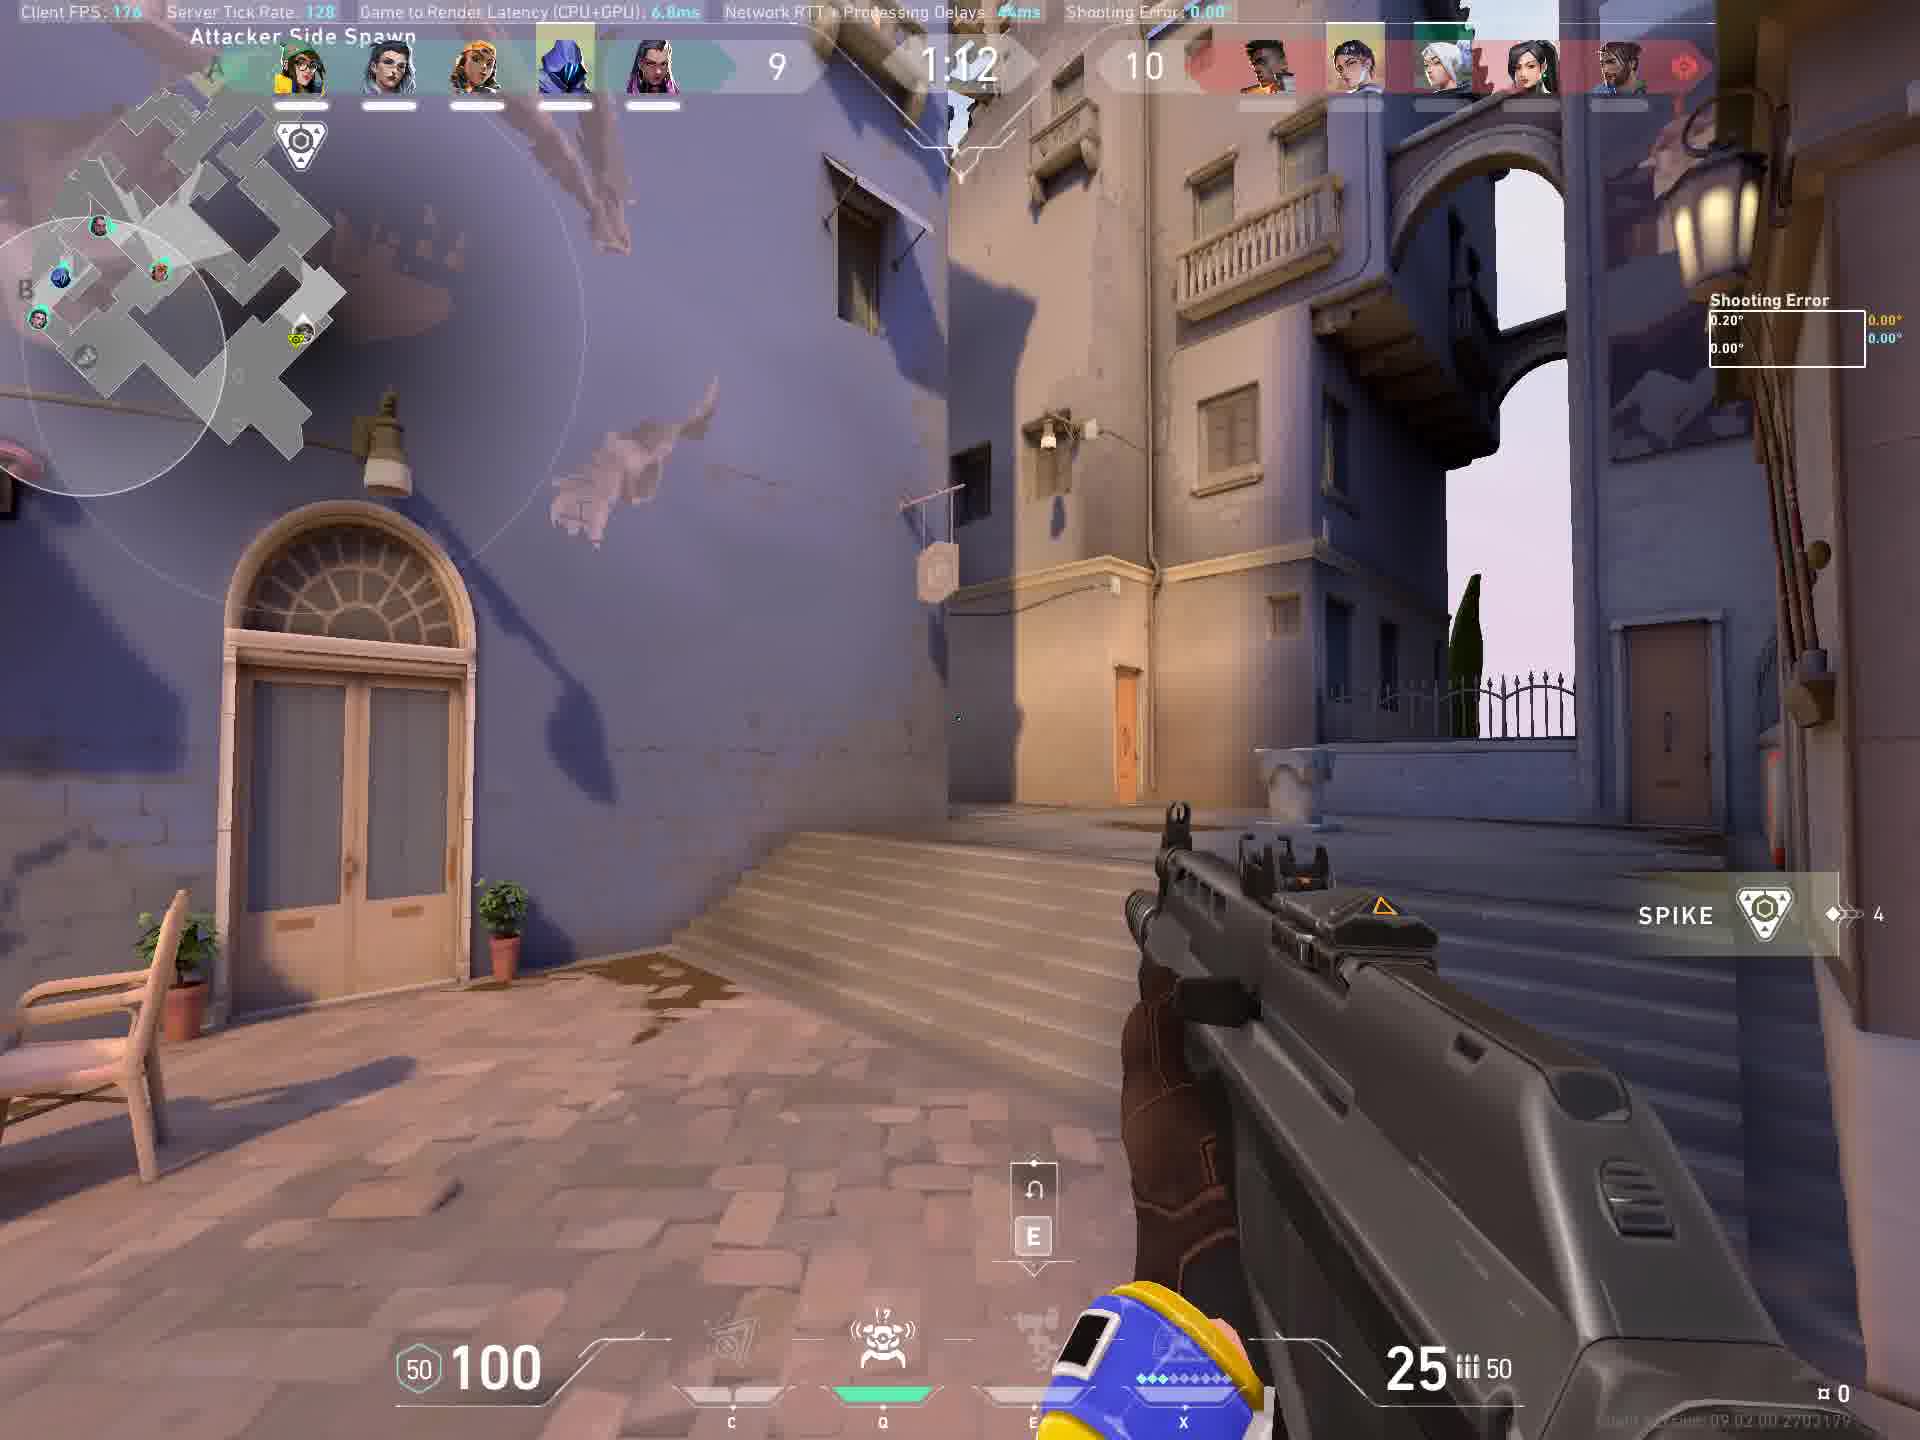 Client FPS: 176 Server Tick Rate: 128 Game to Render Latency (CPU+GPU): 6.8ms Network RTT + Processing Delays: ms Shooting Error: 0.00°
Attacker Side Spawn
A
9
1:12
10
B
Shooting Error
0.20°
0.00°
0.00°
0.00°
SPIKE
4
E
50
100
25
50
¤ 0
C
Q
E
X